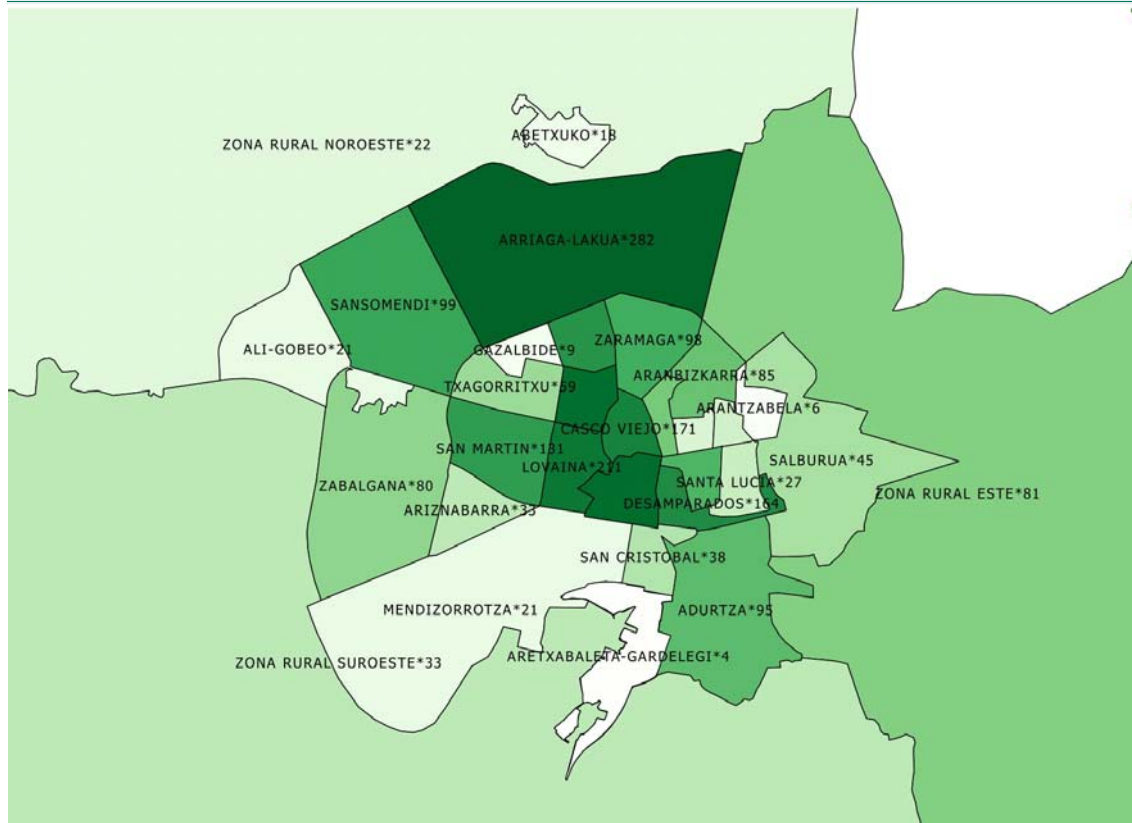 ABETXUKO*18
ZONA RURAL NOROESTE*22
ARRIAGA-LAKUA*282
SANSOMENDI*99
ZARAMAGA*98
ALI-GOBEO*21
GAZALBIDE*9
ARANBIZKARRA*85
TXAGORRITXU*59
ARANTZABELA*6
CASCO VIEJO*171
SAN MARTIN*131
SALBURUA*45
LOVAINA*211
SANTA LUCIA*27
ZABALGANA*80
ZONA RURAL ESTE*81
DESAMPARADOS*164
ARIZNABARRA*33
SAN CRISTOBAL*38
MENDIZORROTZA*21
ADURTZA*95
ARETXABALETA-GARDELEGI*4
ZONA RURAL SUROESTE*33